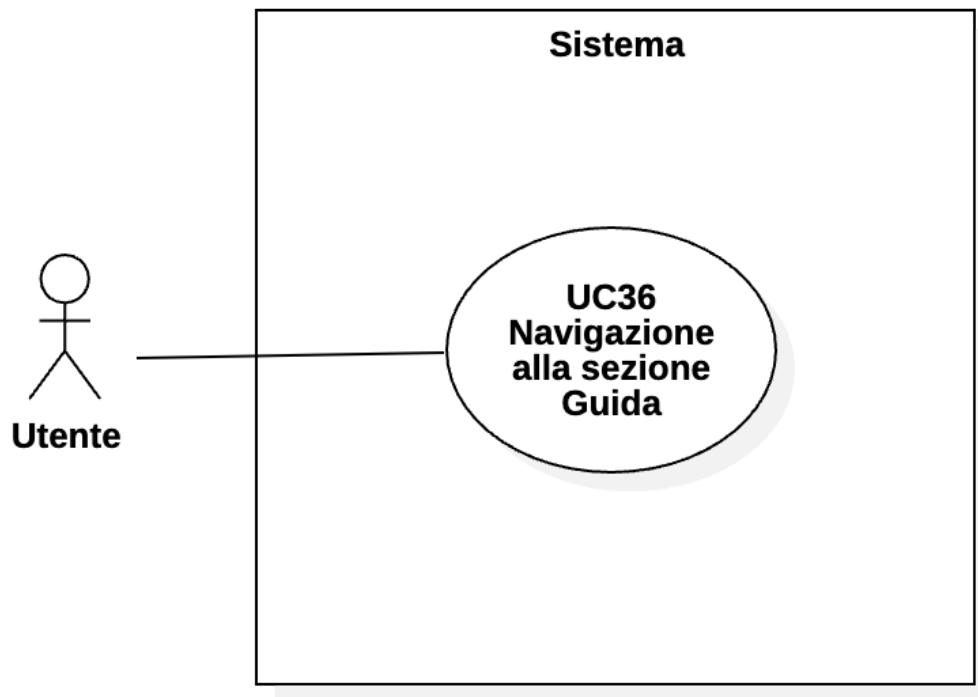 Sistema
UC36
Navigazione
alla sezione
Guida
Utente